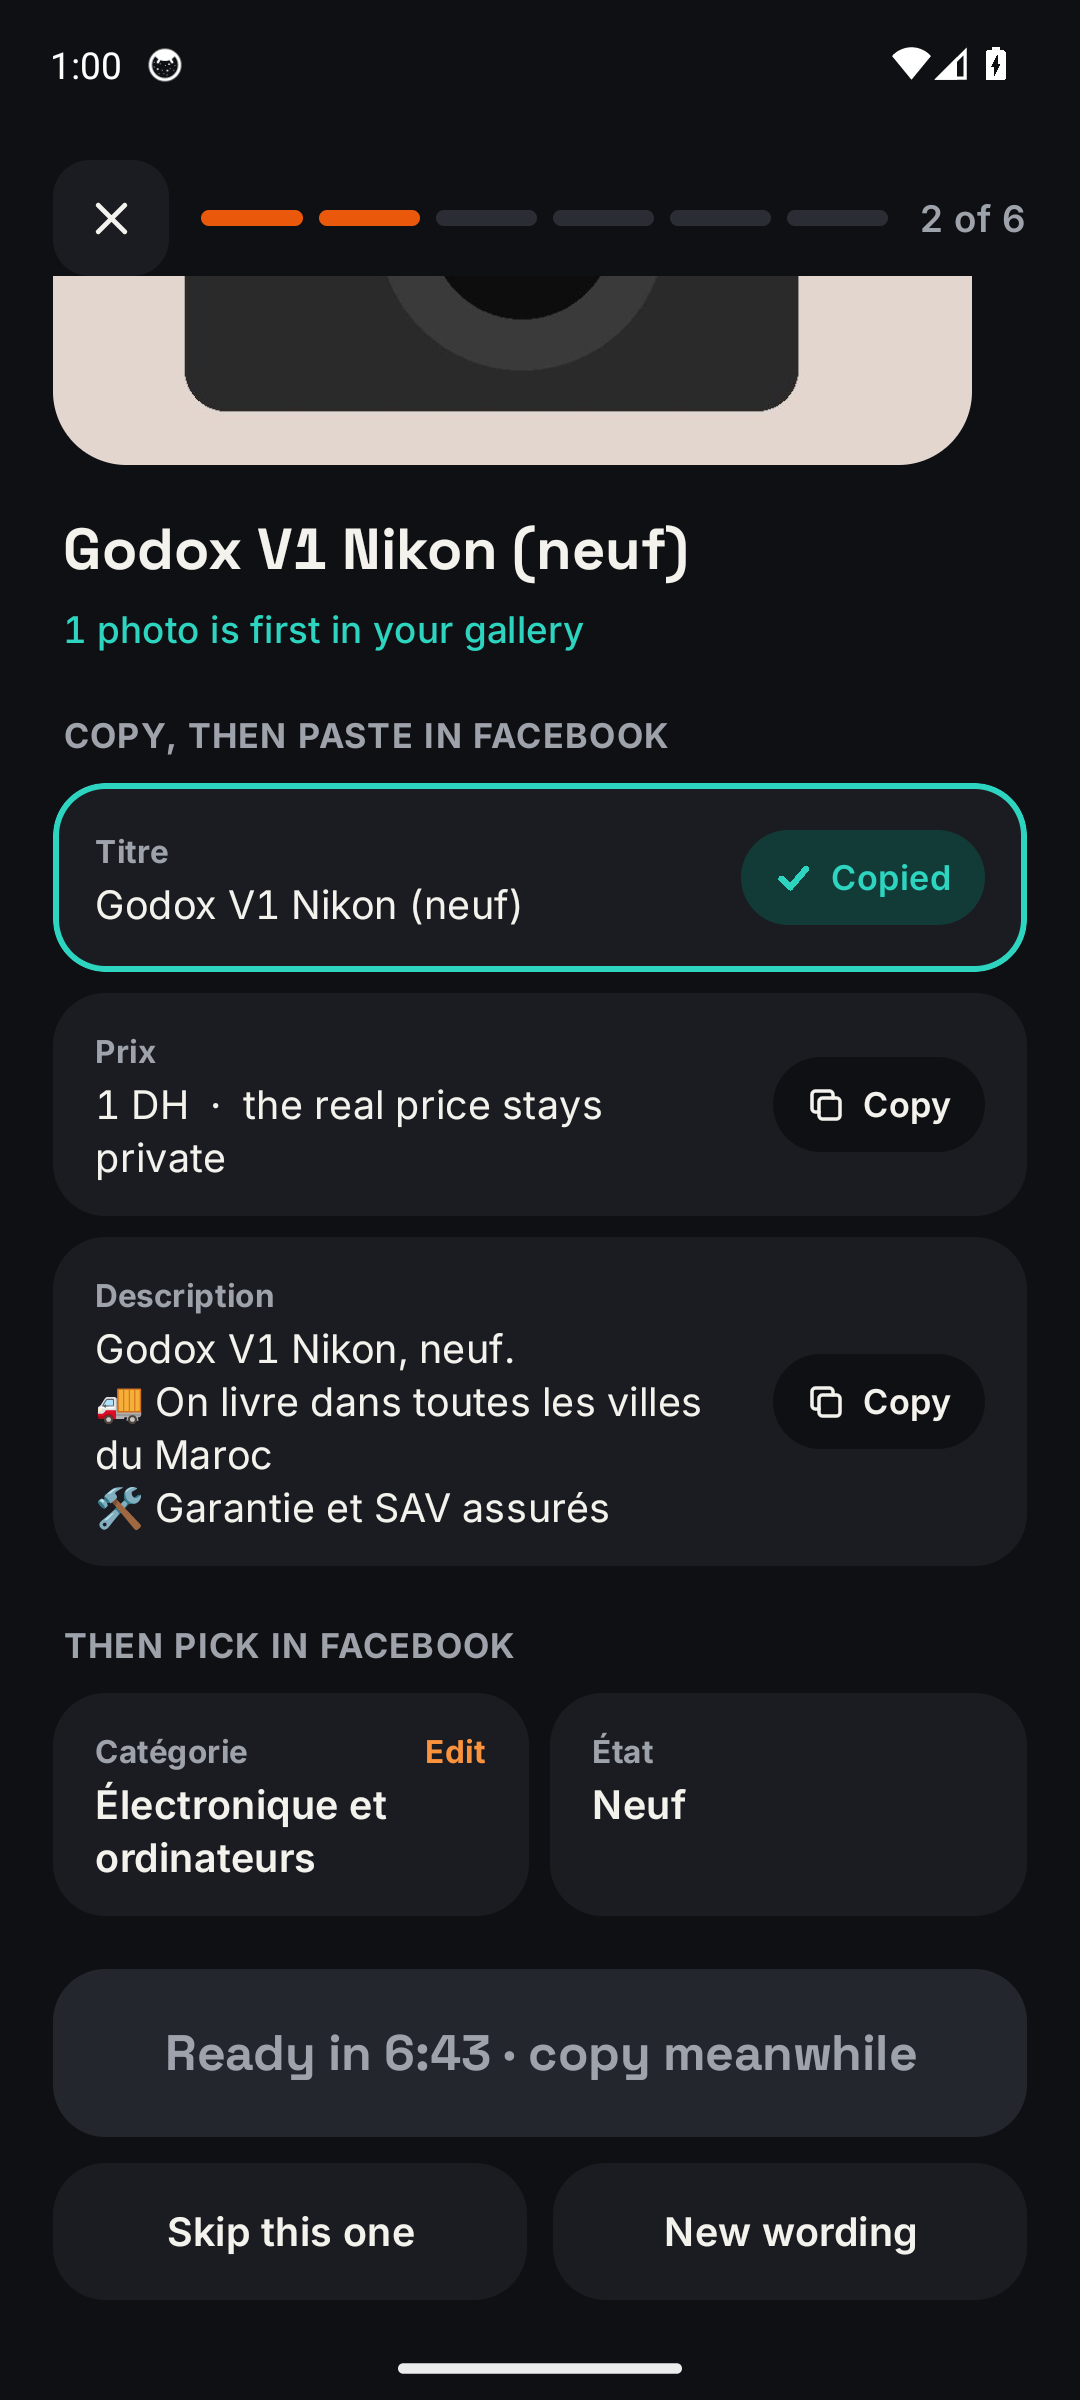 1:00
2 of 6
Godox V1 Nikon (neuf)
1 photo is first in your gallery
COPY, THEN PASTE IN FACEBOOK
Titre
Godox V1 Nikon (neuf)
Copied
Prix
1 DH · the real price stays
private
Copy
Description
Godox V1 Nikon, neuf.
🚚 On livre dans toutes les villes
du Maroc
🛠️ Garantie et SAV assurés
Copy
THEN PICK IN FACEBOOK
Catégorie
Edit
Électronique et
ordinateurs
État
Neuf
Ready in 6:43 · copy meanwhile
Skip this one
New wording